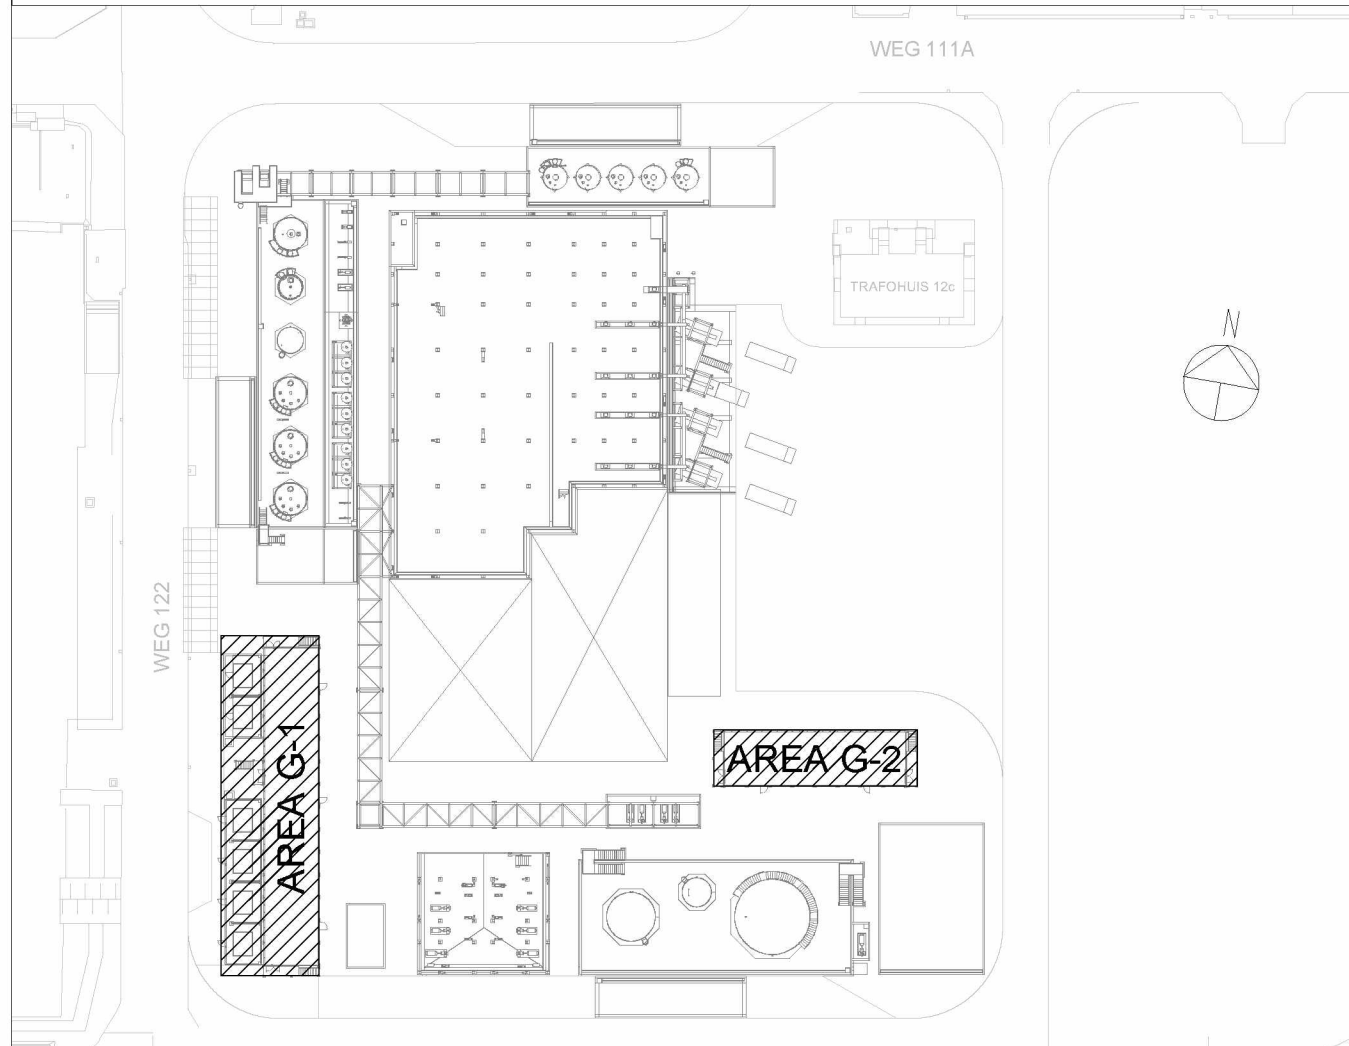 WEG 111A
TRAFOHUIS 12c
N
WEG 122
AREA G-1
AREA G-2